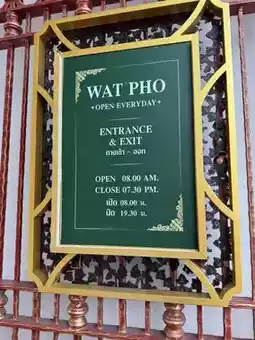 WAT PHO
•OPEN EVERYDAY•
ENTRANCE
& EXIT
ทางเข้า - ออก
OPEN 08.00 AM.
CLOSE 07.30 PM.
เปิด 08.00 น.
ปิด 19.30 น.